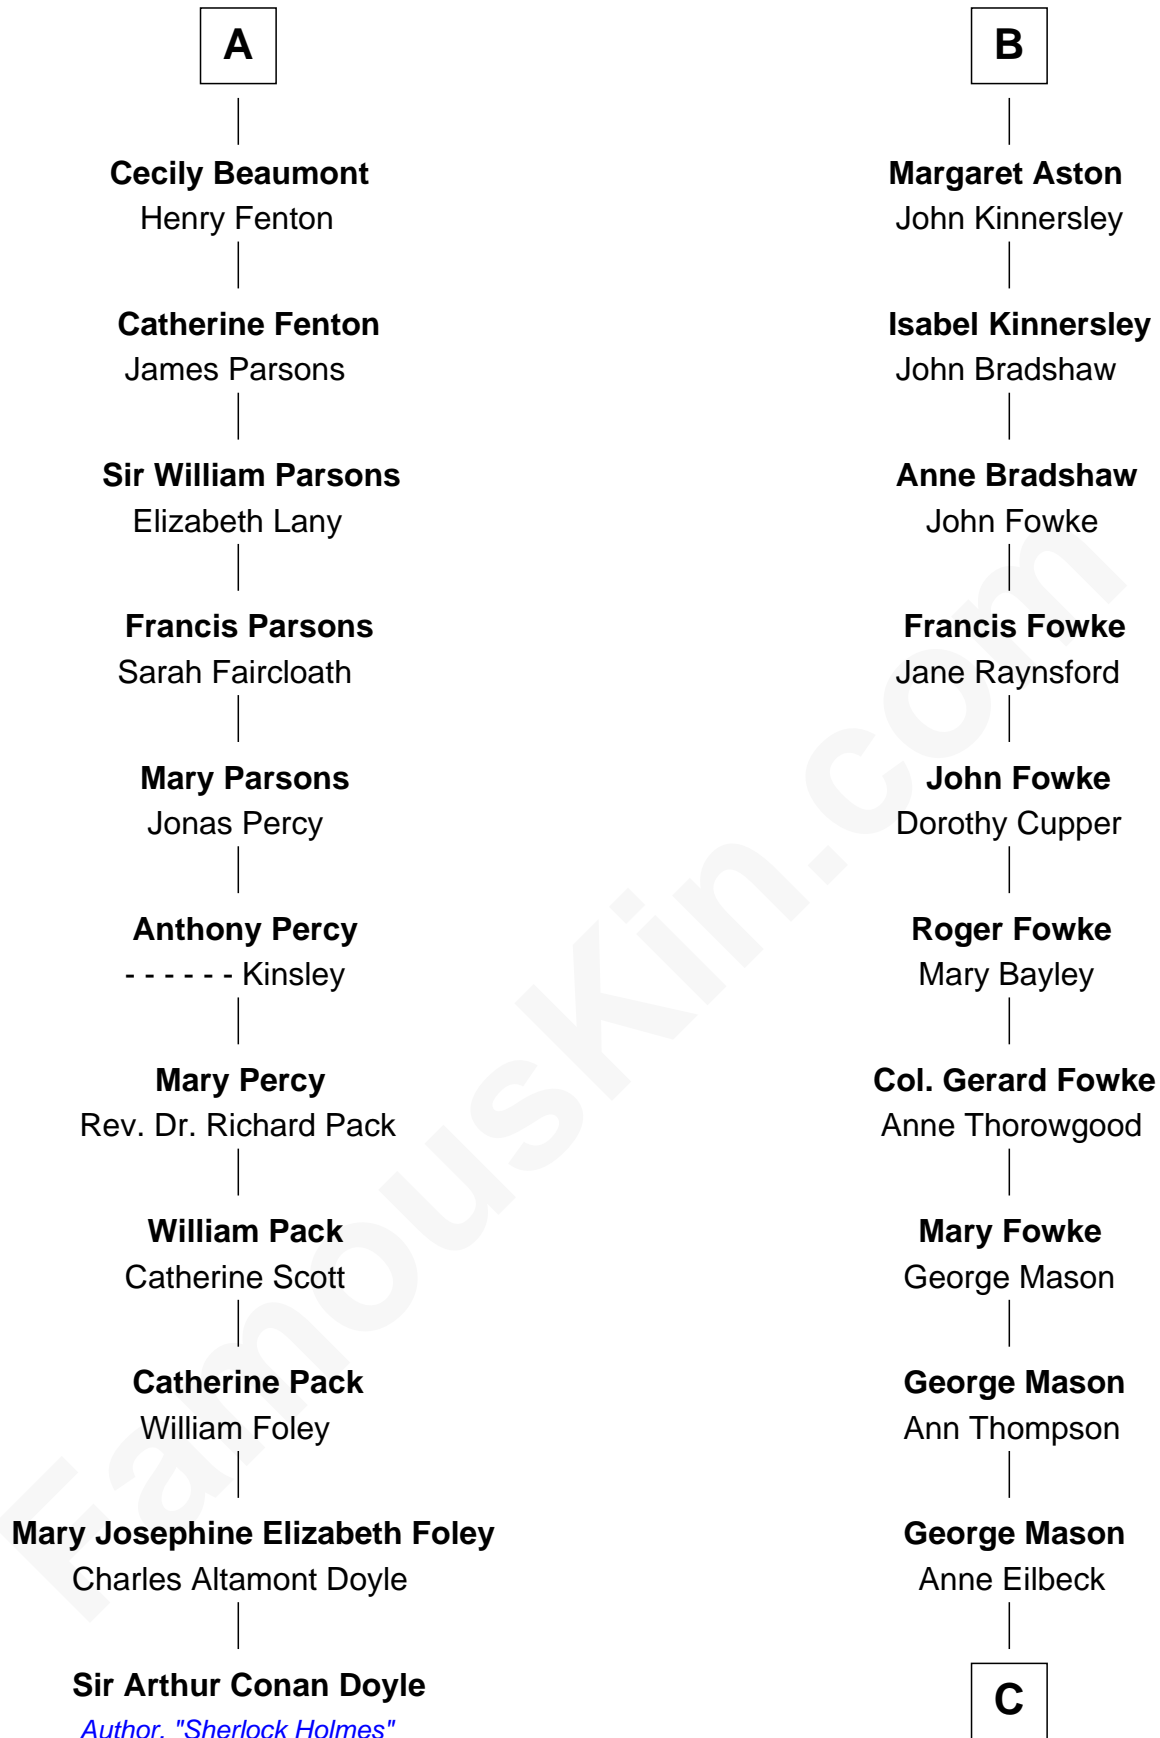 A
Cecily Beaumont
Henry Fenton
Catherine Fenton
James Parsons
Sir William Parsons
Elizabeth Lany
Francis Parsons
Sarah Faircloath
Mary Parsons
Jonas Percy
Anthony Percy
- - - - - - Kinsley
Mary Percy
Rev. Dr. Richard Pack
William Pack
Catherine Scott
Catherine Pack
William Foley
Mary Josephine Elizabeth Foley
Charles Altamont Doyle
Sir Arthur Conan Doyle
Author, "Sherlock Holmes"
B
Margaret Aston
John Kinnersley
Isabel Kinnersley
John Bradshaw
Anne Bradshaw
John Fowke
Francis Fowke
Jane Raynsford
John Fowke
Dorothy Cupper
Roger Fowke
Mary Bayley
Col. Gerard Fowke
Anne Thorowgood
Mary Fowke
George Mason
George Mason
Ann Thompson
George Mason
Anne Eilbeck
C
FamousKin.com